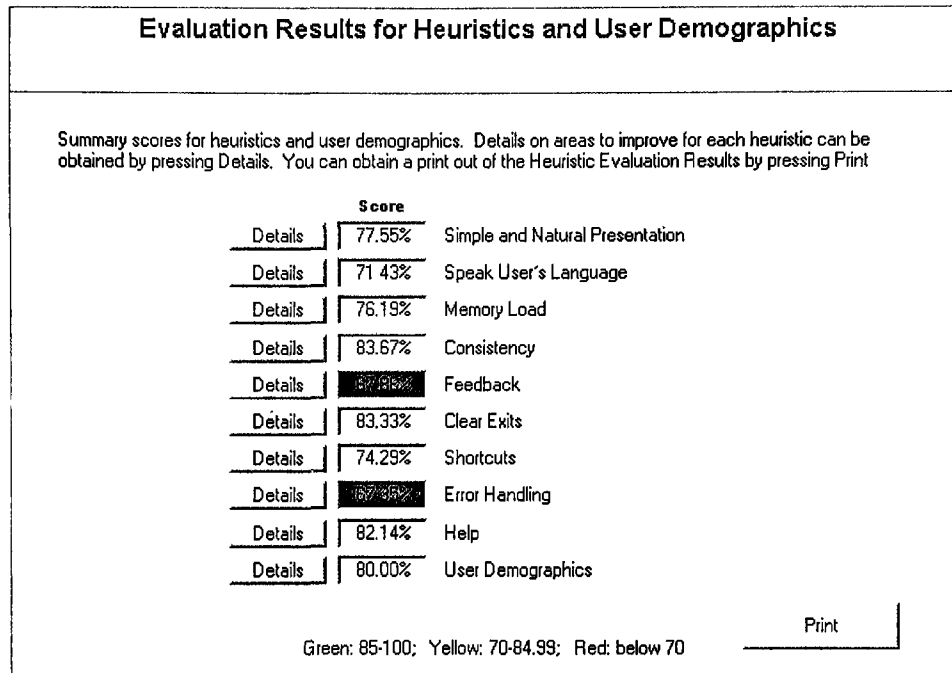 Evaluation Results for Heuristics and User Demographics
Summary scores for heuristics and user demographics. Details on areas to improve for each heuristic can be
obtained by pressing Details. You can obtain a print out of the Heuristic Evaluation Results by pressing Print
Score
Details 77.55% Simple and Natural Presentation
Details 71 43% Speak User's Language
Details 76.19% Memory Load
Details 83.67% Consistency
Details Feedback
Details 83.33% Clear Exits
Details 74.29% Shortcuts
Details Error Handling
Details 82.14% Help
Details 80.00% User Demographics
Print
Green: 85-100; Yellow: 70-84.99; Red: below 70